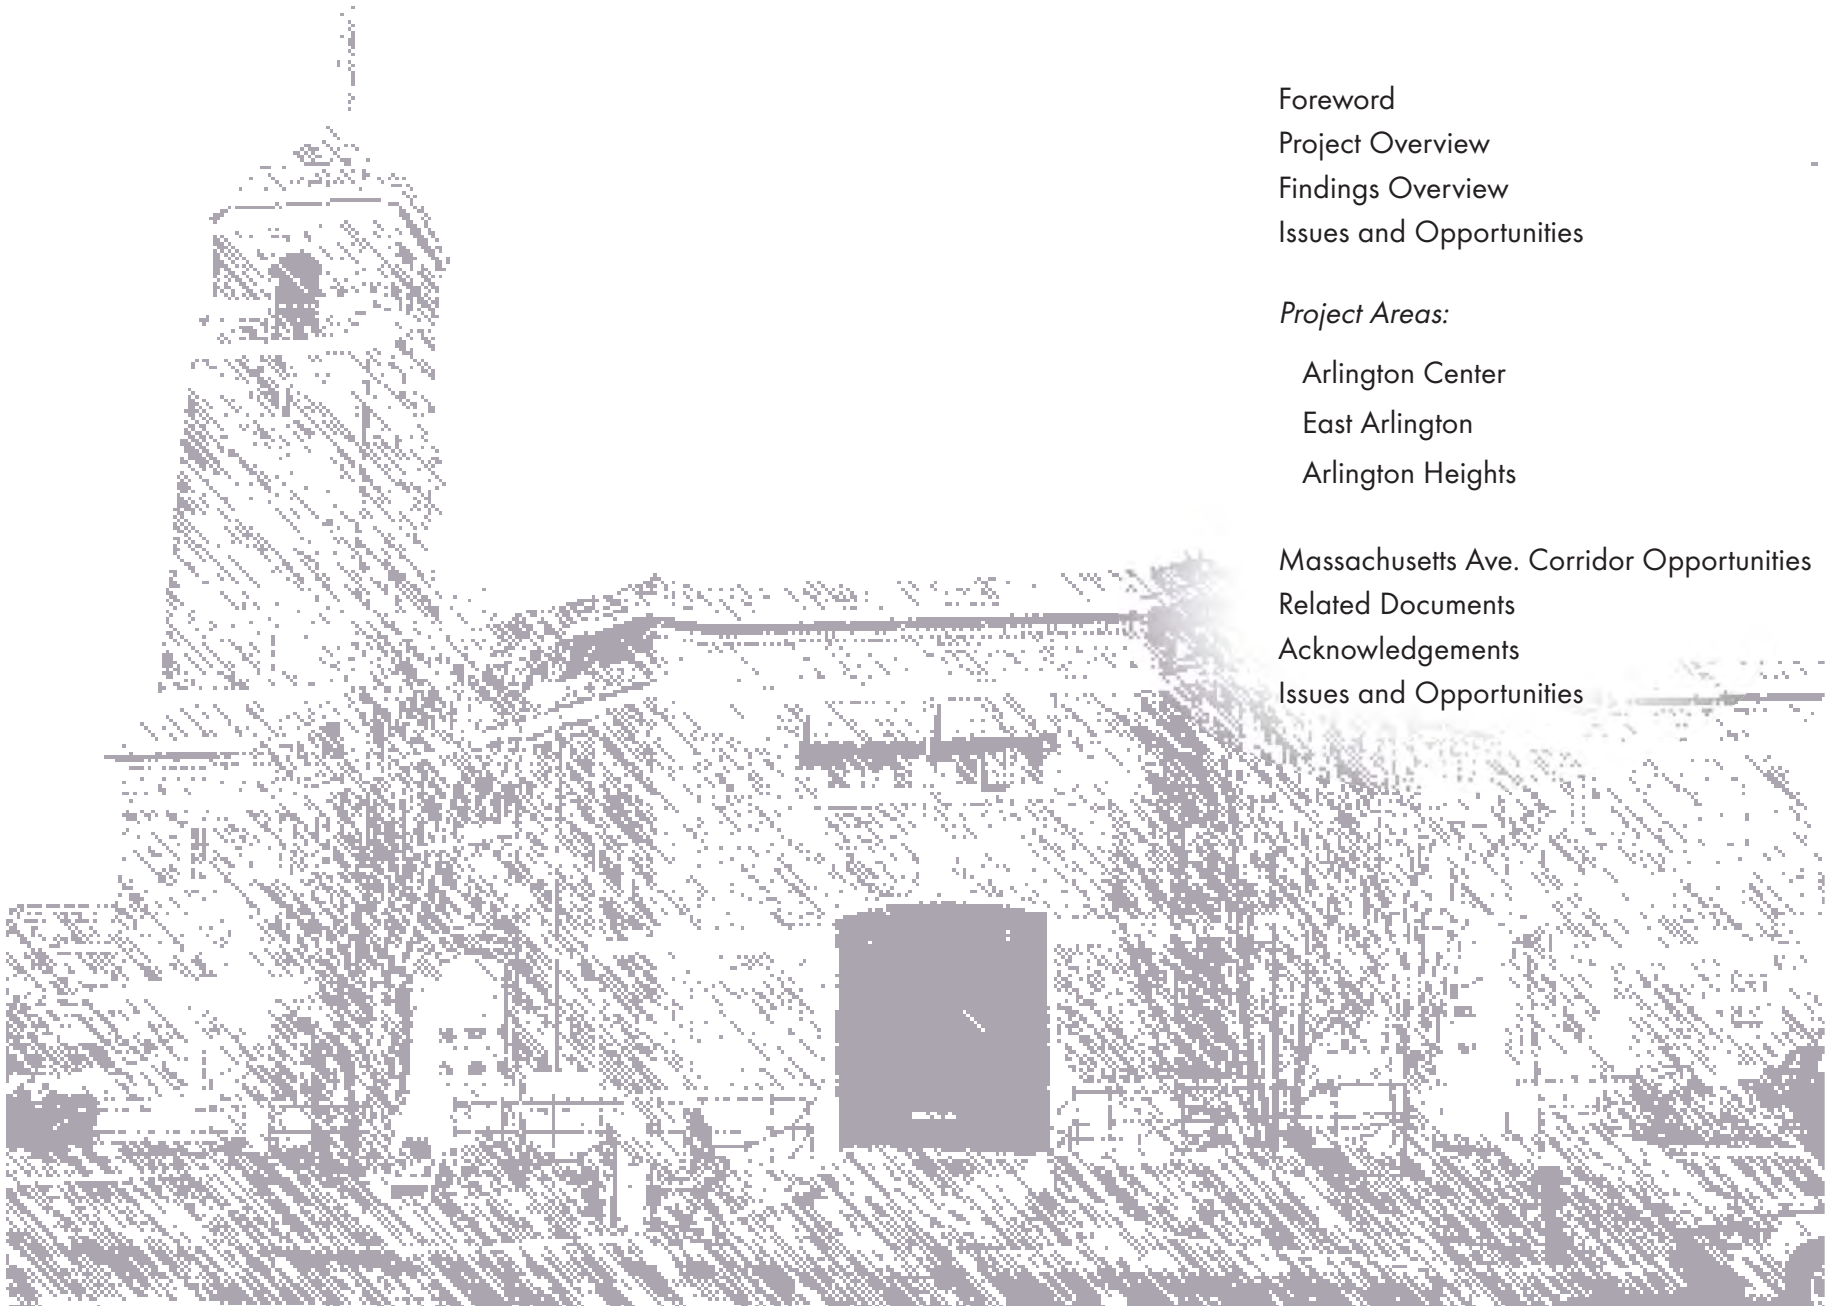 Foreword
Project Overview
Findings Overview
Issues and Opportunities
Project Areas:
Arlington Center
East Arlington
Arlington Heights
Massachusetts Ave. Corridor Opportunities
Related Documents
Acknowledgements
Issues and Opportunities